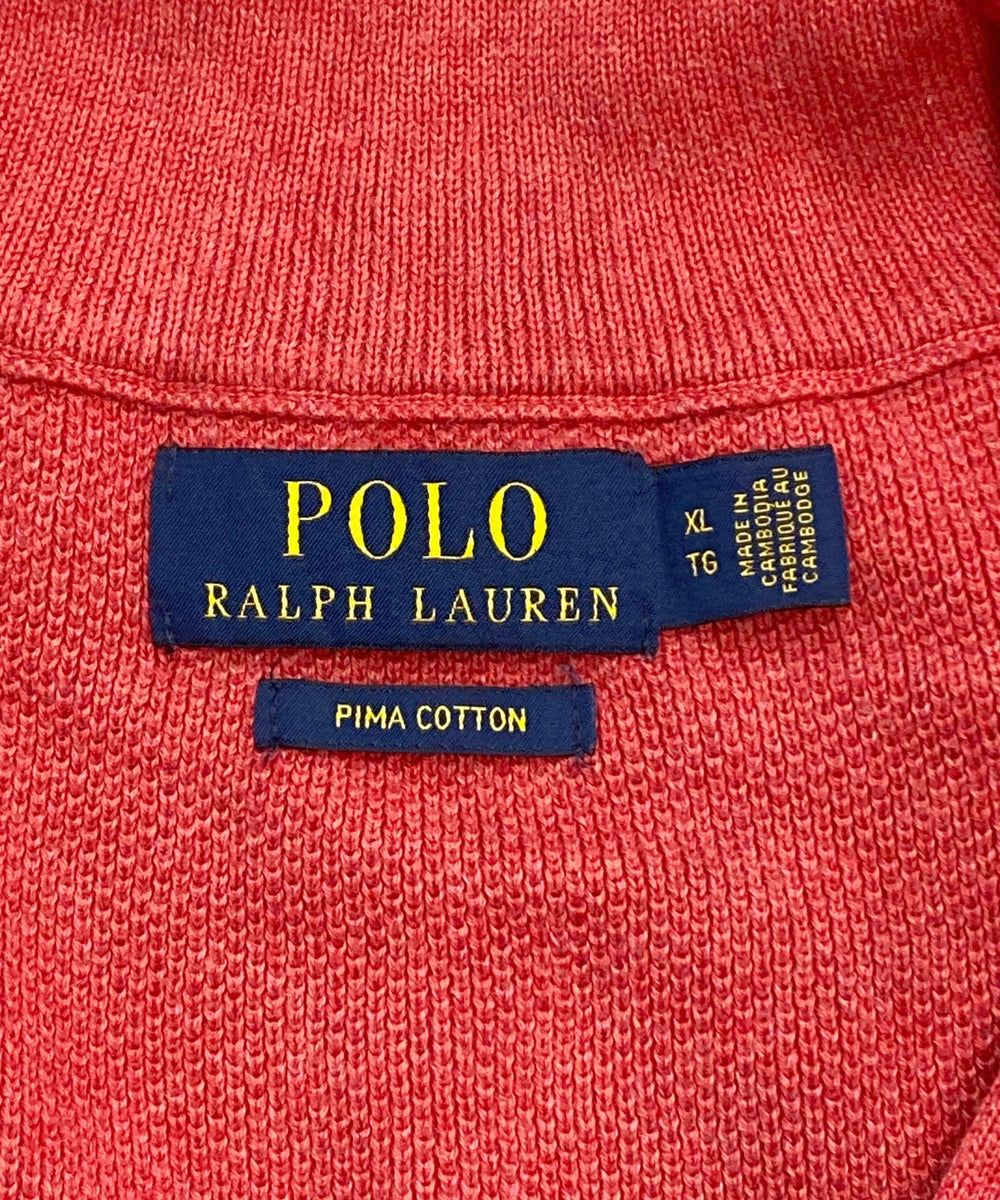 POLO
RALPH LAUREN
XL
TG
MADE IN
CAMBODIA
FABRIQUÉ AU
CAMBODGE
PIMA COTTON